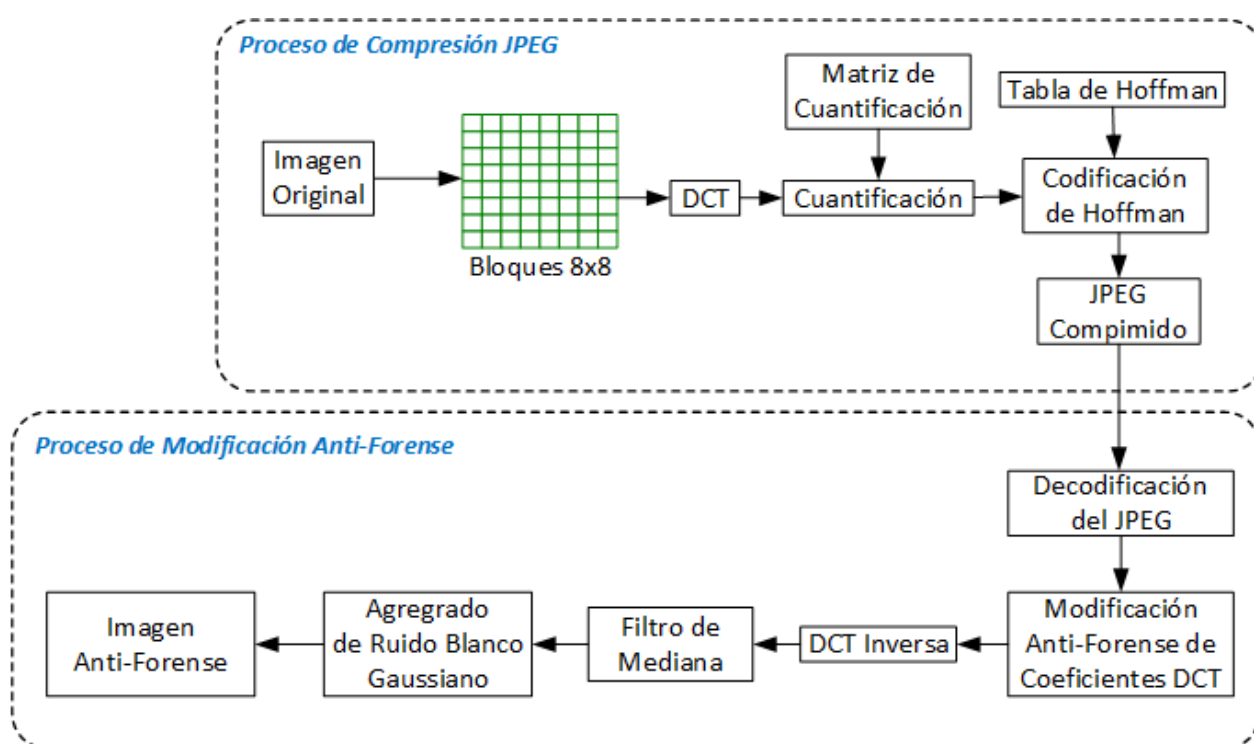 Proceso de Compresión JPEG
Matriz de
Cuantificación
Tabla de Hoffman
Imagen
Original
Bloques 8x8
DCT
Cuantificación
Codificación
de Hoffman
JPEG
Compimido
Proceso de Modificación Anti-Forense
Decodificación
del JPEG
Modificación
Anti-Forense de
Coeficientes DCT
DCT Inversa
Filtro de
Mediana
Agregrado
de Ruido Blanco
Gaussiano
Imagen
Anti-Forense